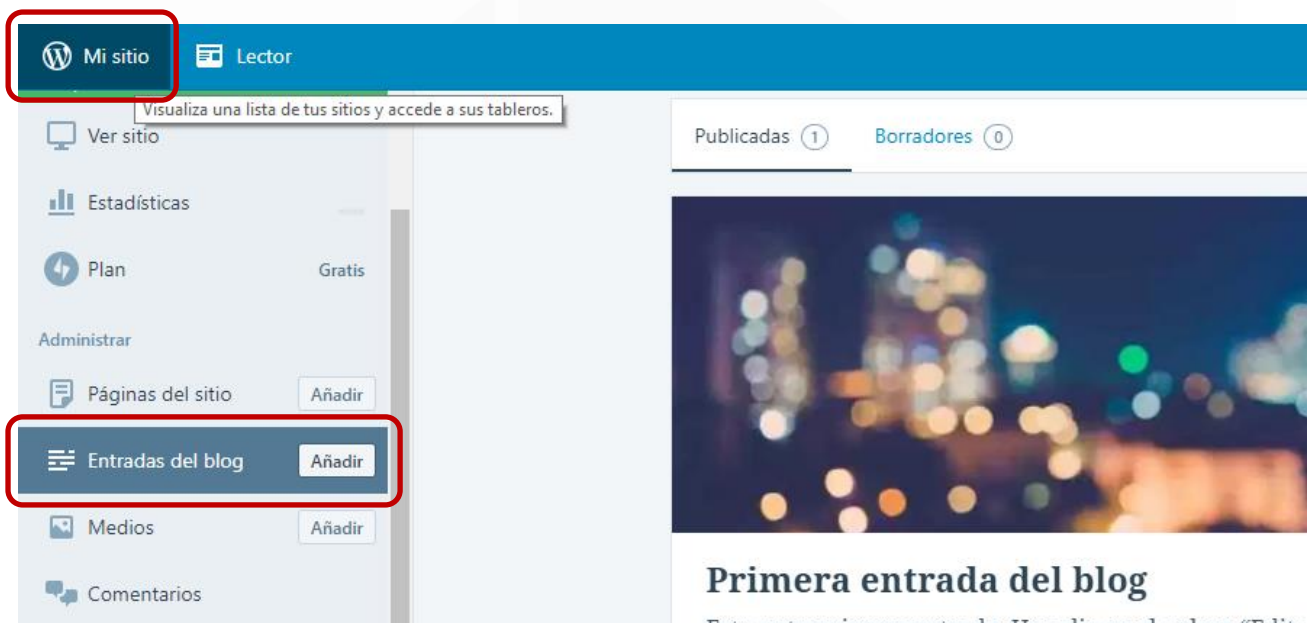 Mi sitio
Lector
Visualiza una lista de tus sitios y accede a sus tableros.
Ver sitio
Estadísticas
Plan Gratis
Administrar
Páginas del sitio Añadir
Entradas del blog Añadir
Medios Añadir
Comentarios
Publicadas 1
Borradores 0
Primera entrada del blog